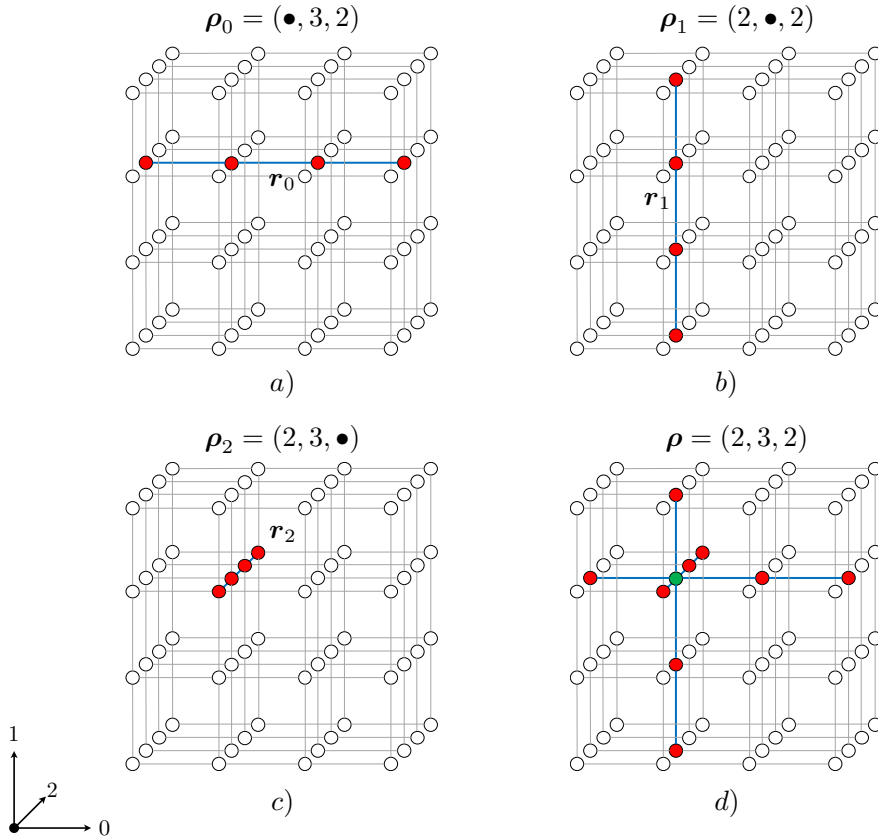 ρ₀ = (●, 3, 2)
ρ₁ = (2, ●, 2)
r₀
r₁
a)
b)
ρ₂ = (2, 3, ●)
ρ = (2, 3, 2)
r₂
1
2
0
c)
d)